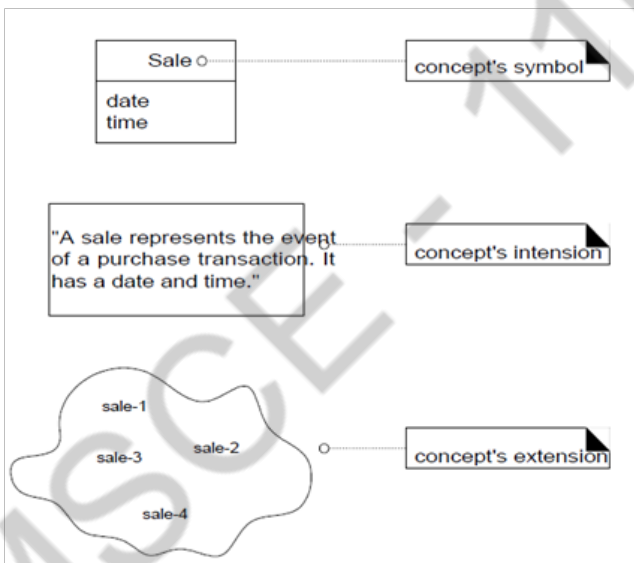 Sale
concept's symbol
date
time
"A sale represents the event
of a purchase transaction. It
has a date and time."
concept's intension
sale-1
sale-2
sale-3
concept's extension
sale-4